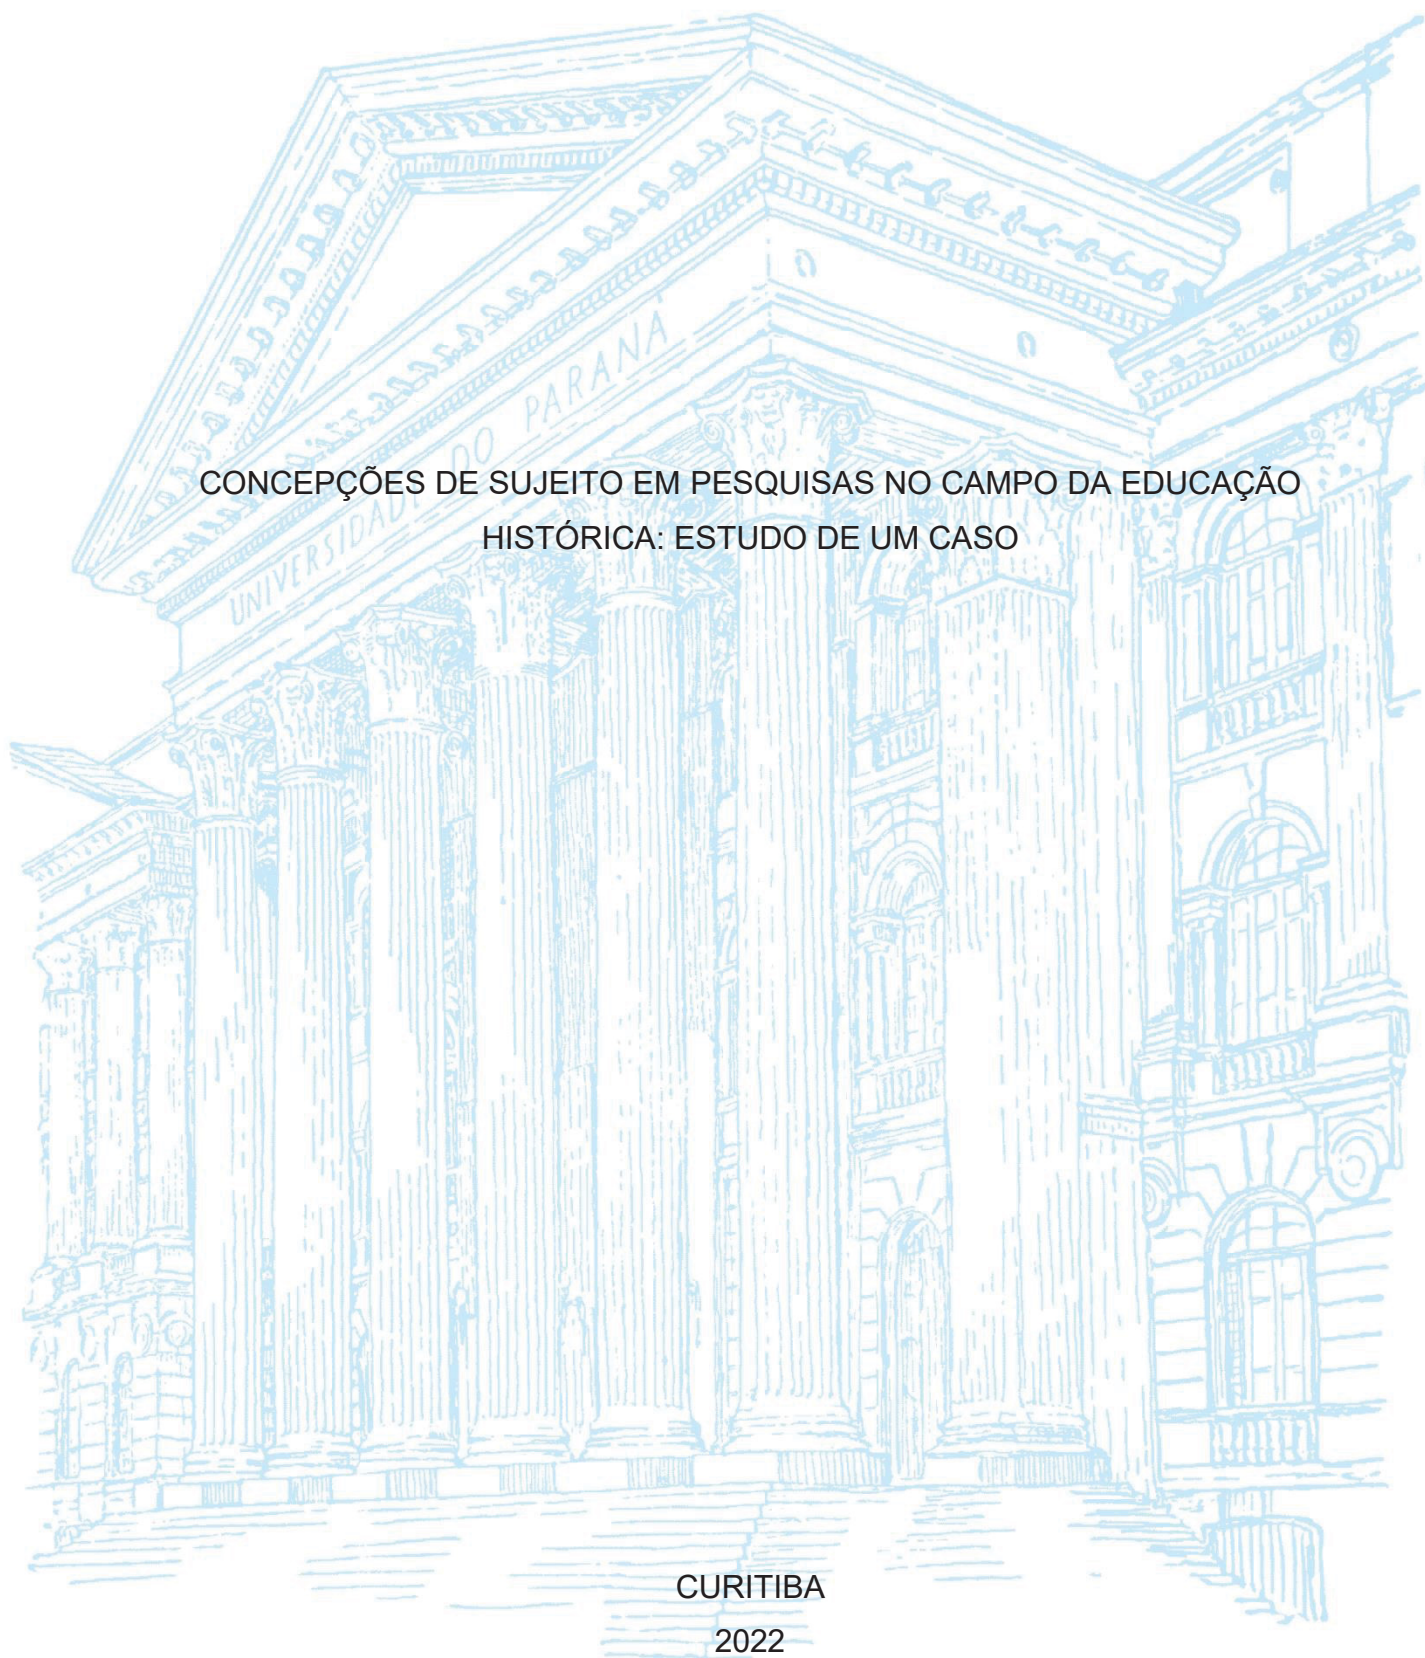 UNIVERSIDADE DO PARANÁ
CONCEPÇÕES DE SUJEITO EM PESQUISAS NO CAMPO DA EDUCAÇÃO
HISTÓRICA: ESTUDO DE UM CASO
CURITIBA
2022